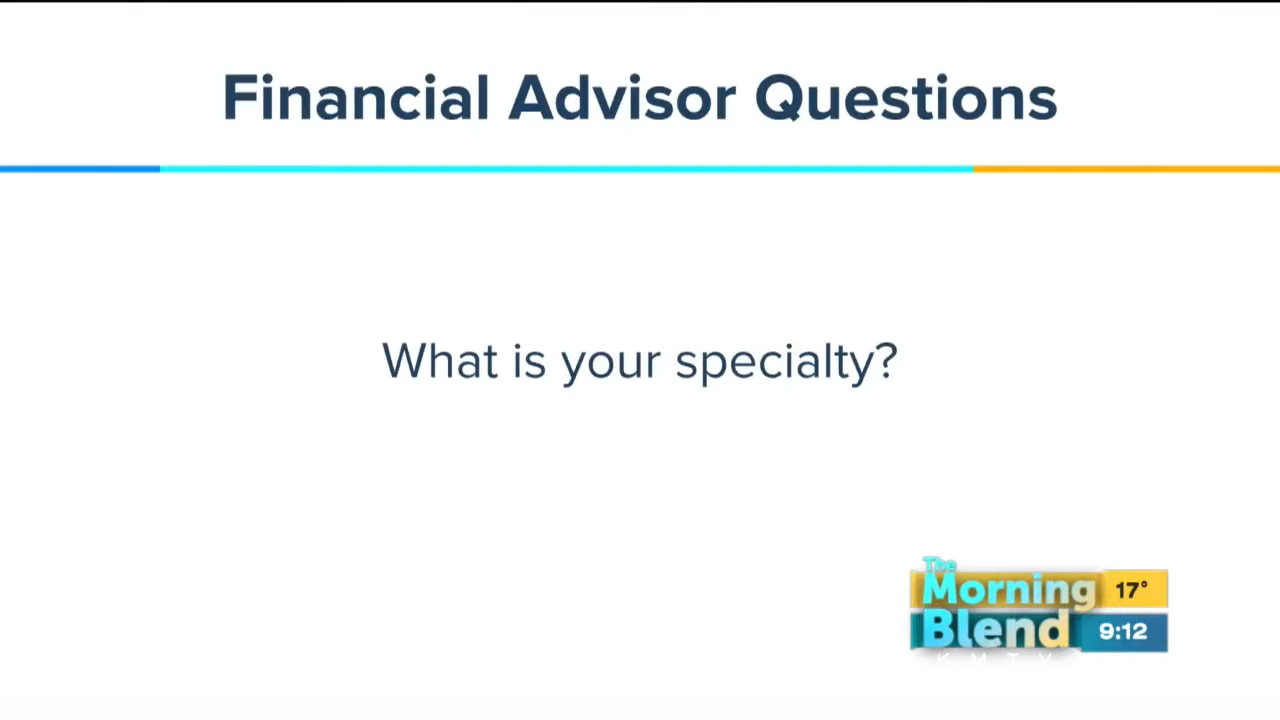 Financial Advisor Questions
What is your specialty?
The
Morning
17°
Blend
9:12